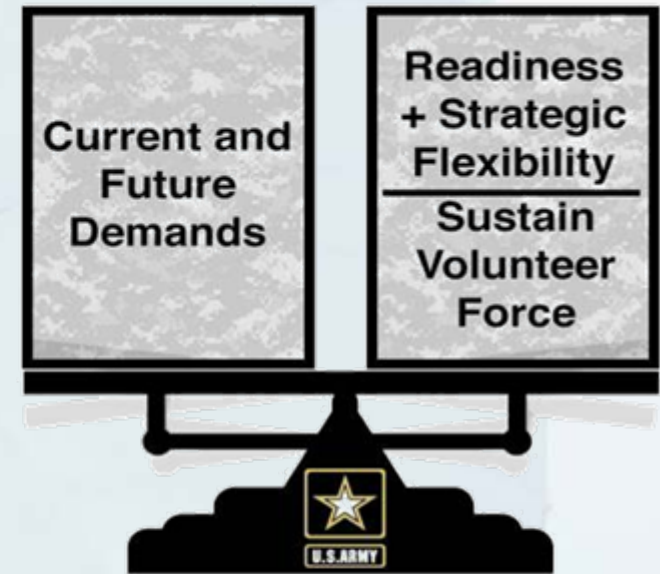 Current and
Future
Demands
Readiness
+ Strategic
Flexibility
Sustain
Volunteer
Force
U.S.ARMY